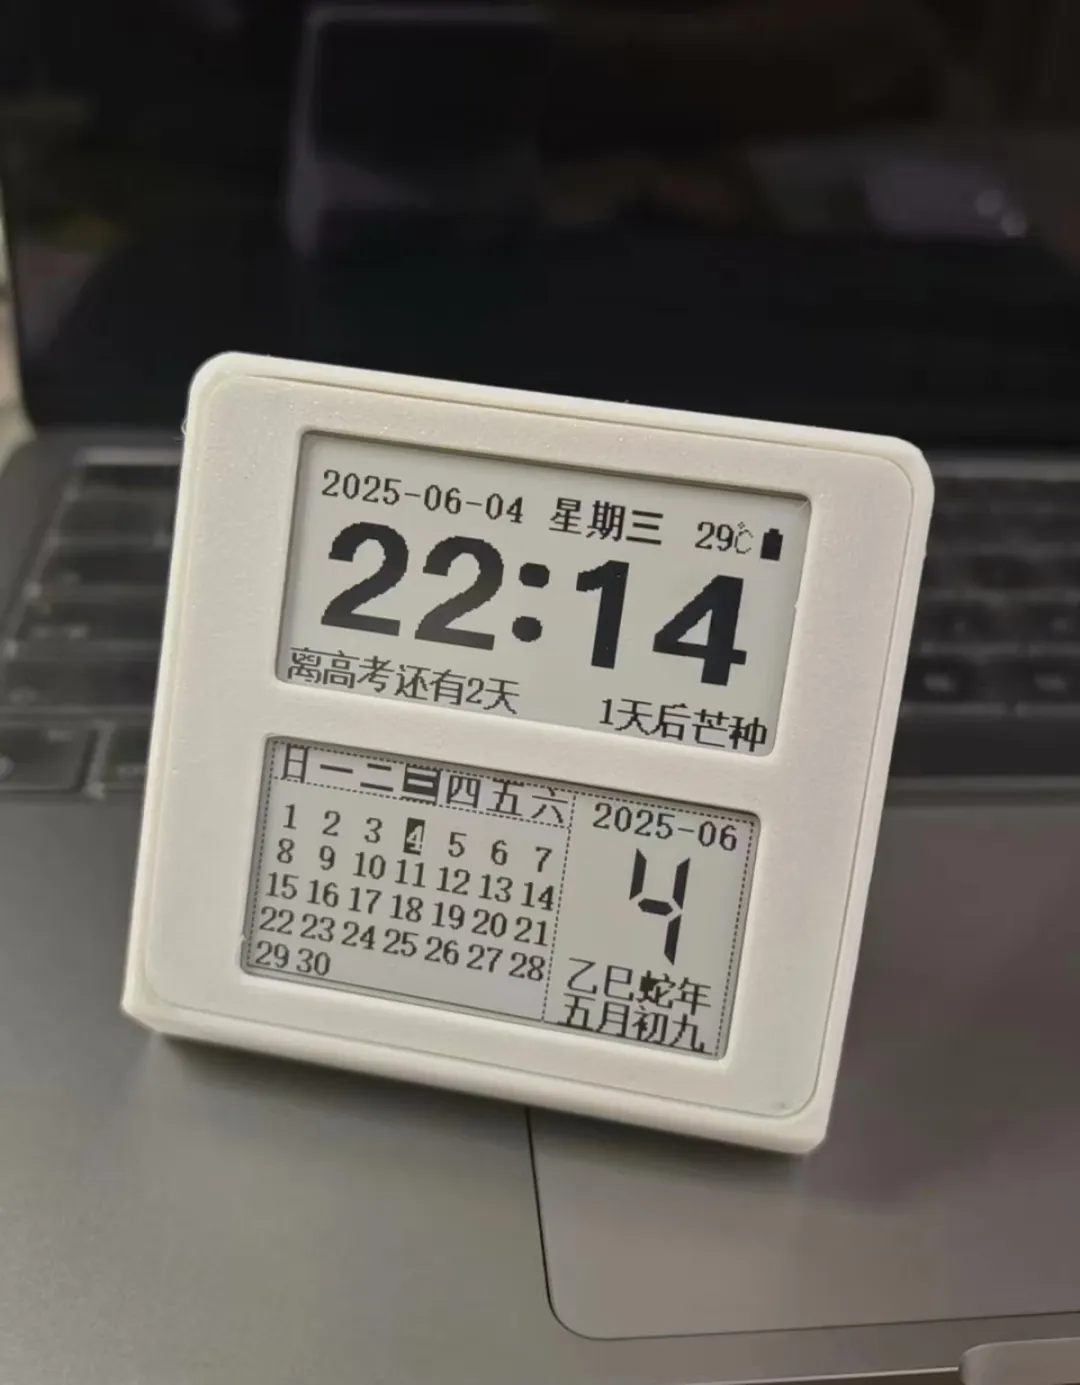 2025-06-04 星期三 29℃
22:14
离高考还有2天 1天后芒种
日 一 二 三 四 五 六
1 2 3 4 5 6 7
8 9 10 11 12 13 14
15 16 17 18 19 20 21
22 23 24 25 26 27 28
29 30
2025-06
4
乙巳蛇年
五月初九